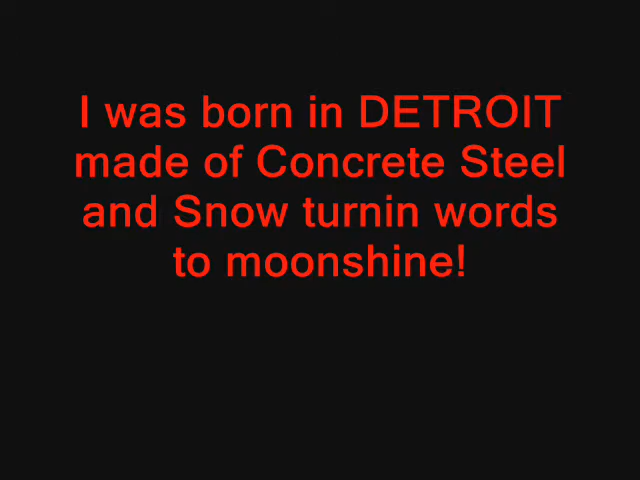 I was born in DETROIT
made of Concrete Steel
and Snow turnin words
to moonshine!